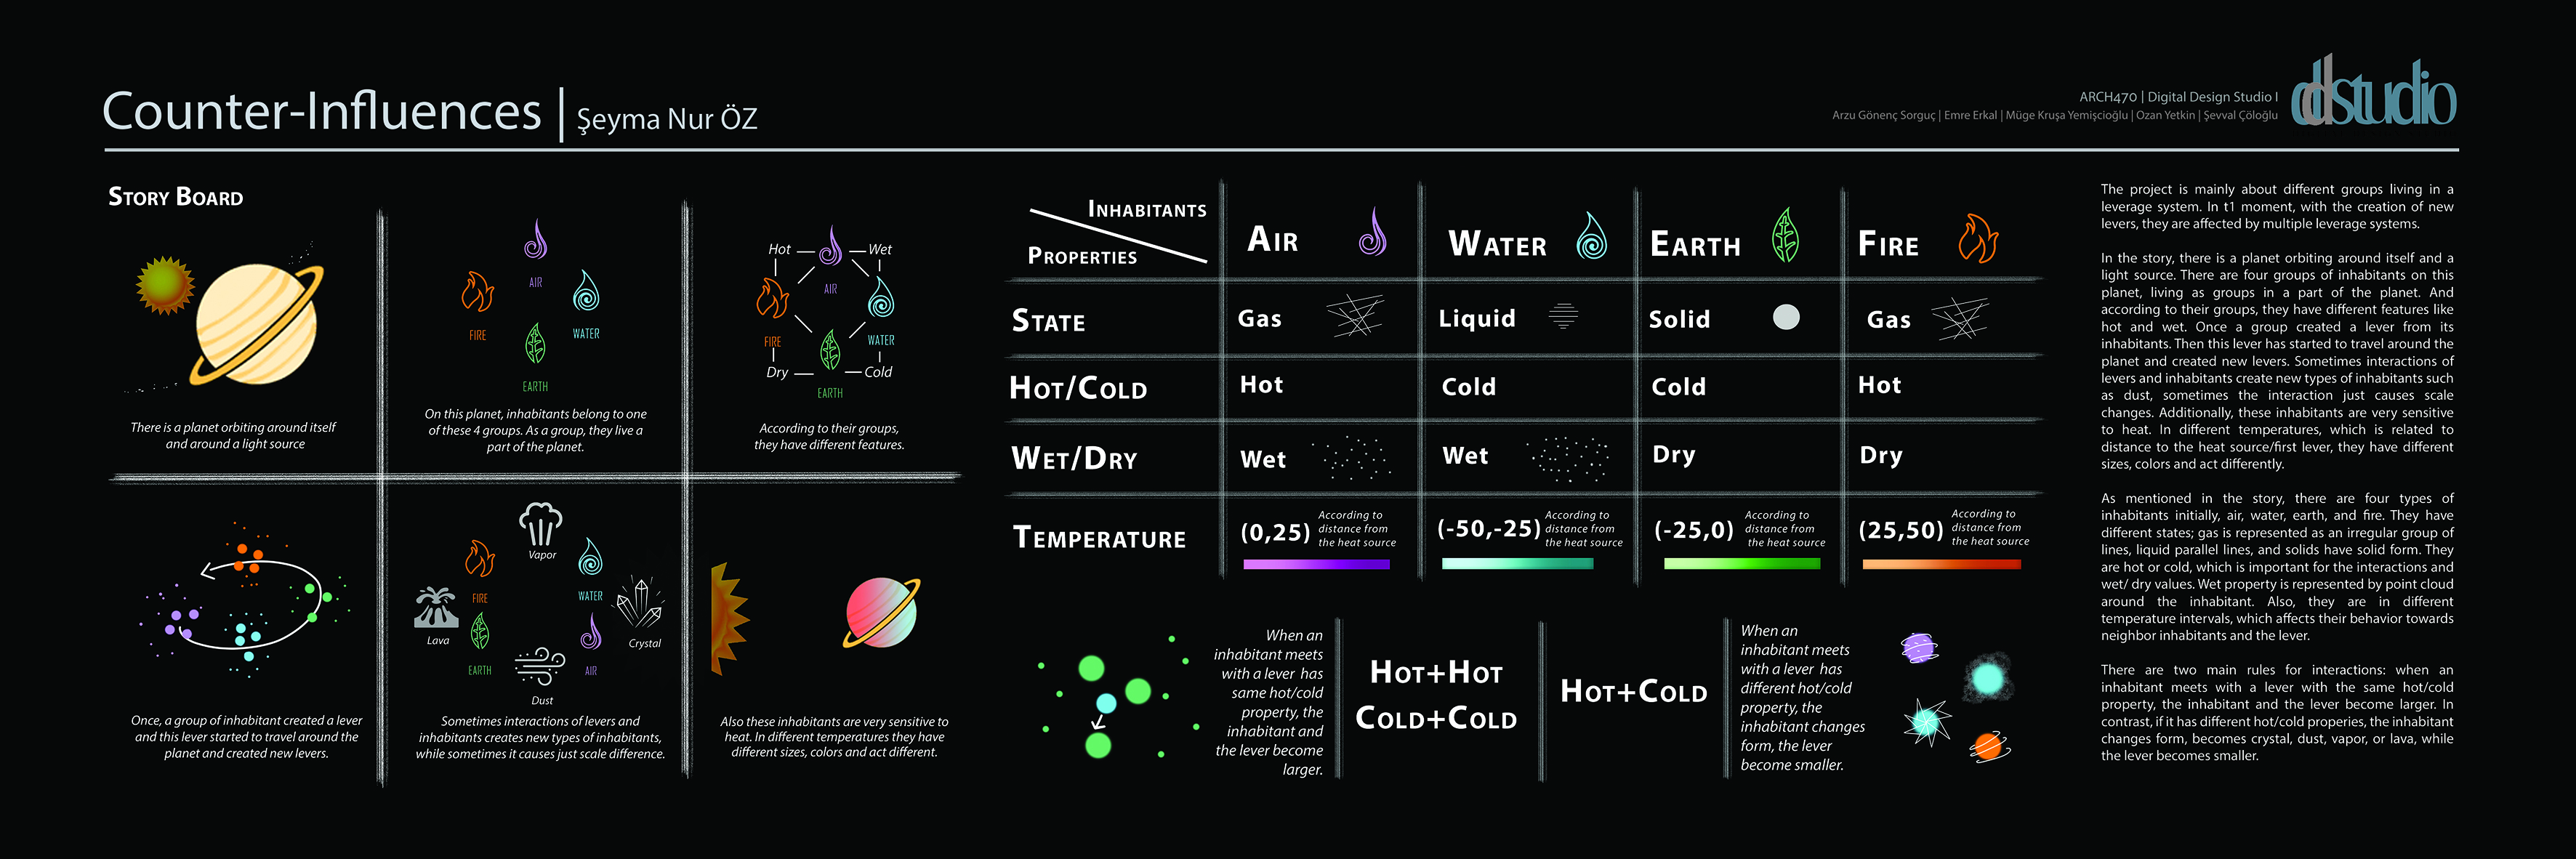 Counter-Influences | Şeyma Nur ÖZ
ARCH470 | Digital Design Studio I
Arzu Gönenç Sorguç | Emre Erkal | Müge Kruşa Yemişcioğlu | Ozan Yetkin | Şevval Çöloğlu
ddstudio
STORY BOARD
There is a planet orbiting around itself
and around a light source
AIR
FIRE
WATER
EARTH
On this planet, inhabitants belong to one
of these 4 groups. As a group, they live a
part of the planet.
Hot
Wet
AIR
FIRE
WATER
Dry
Cold
EARTH
According to their groups,
they have different features.
Once, a group of inhabitant created a lever
and this lever started to travel around the
planet and created new levers.
Vapor
FIRE
WATER
Lava
Crystal
EARTH
AIR
Dust
Sometimes interactions of levers and
inhabitants creates new types of inhabitants,
while sometimes it causes just scale difference.
Also these inhabitants are very sensitive to
heat. In different temperatures they have
different sizes, colors and act different.
INHABITANTS
PROPERTIES
AIR
WATER
EARTH
FIRE
STATE
Gas
Liquid
Solid
Gas
HOT/COLD
Hot
Cold
Cold
Hot
WET/DRY
Wet
Wet
Dry
Dry
TEMPERATURE
(0,25)
According to
distance from
the heat source
(-50,-25)
According to
distance from
the heat source
(-25,0)
According to
distance from
the heat source
(25,50)
According to
distance from
the heat source
When an
inhabitant meets
with a lever has
same hot/cold
property, the
inhabitant and
the lever become
larger.
HOT+HOT
COLD+COLD
HOT+COLD
When an
inhabitant meets
with a lever has
different hot/cold
property, the
inhabitant changes
form, the lever
become smaller.
The project is mainly about different groups living in a
leverage system. In t1 moment, with the creation of new
levers, they are affected by multiple leverage systems.
In the story, there is a planet orbiting around itself and a
light source. There are four groups of inhabitants on this
planet, living as groups in a part of the planet. And
according to their groups, they have different features like
hot and wet. Once a group created a lever from its
inhabitants. Then this lever has started to travel around the
planet and created new levers. Sometimes interactions of
levers and inhabitants create new types of inhabitants such
as dust, sometimes the interaction just causes scale
changes. Additionally, these inhabitants are very sensitive
to heat. In different temperatures, which is related to
distance to the heat source/first lever, they have different
sizes, colors and act differently.
As mentioned in the story, there are four types of
inhabitants initially, air, water, earth, and fire. They have
different states; gas is represented as an irregular group of
lines, liquid parallel lines, and solids have solid form. They
are hot or cold, which is important for the interactions and
wet/ dry values. Wet property is represented by point cloud
around the inhabitant. Also, they are in different
temperature intervals, which affects their behavior towards
neighbor inhabitants and the lever.
There are two main rules for interactions: when an
inhabitant meets with a lever with the same hot/cold
property, the inhabitant and the lever become larger. In
contrast, if it has different hot/cold properies, the inhabitant
changes form, becomes crystal, dust, vapor, or lava, while
the lever becomes smaller.